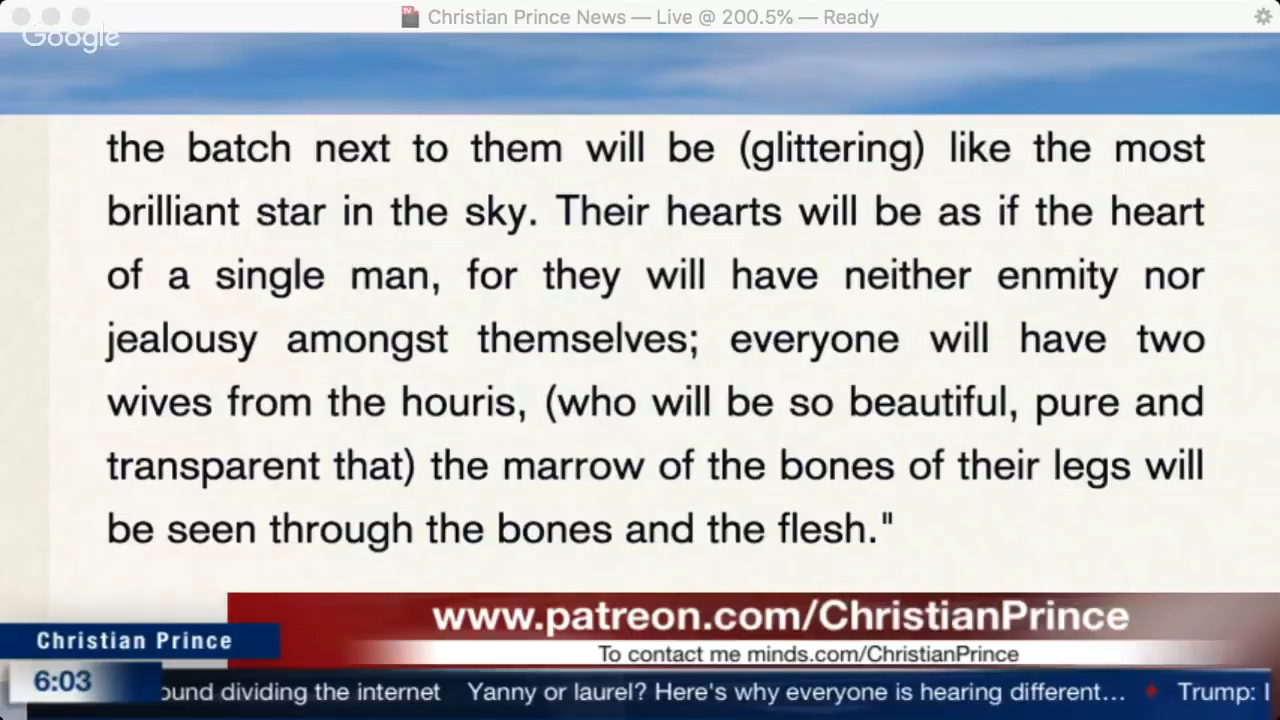 Christian Prince News — Live @ 200.5% — Ready
Google
the batch next to them will be (glittering) like the most
brilliant star in the sky. Their hearts will be as if the heart
of a single man, for they will have neither enmity nor
jealousy amongst themselves; everyone will have two
wives from the houris, (who will be so beautiful, pure and
transparent that) the marrow of the bones of their legs will
be seen through the bones and the flesh."
www.patreon.com/ChristianPrince
Christian Prince
To contact me minds.com/ChristianPrince
6:03
ound dividing the internet Yanny or laurel? Here's why everyone is hearing different... Trump: